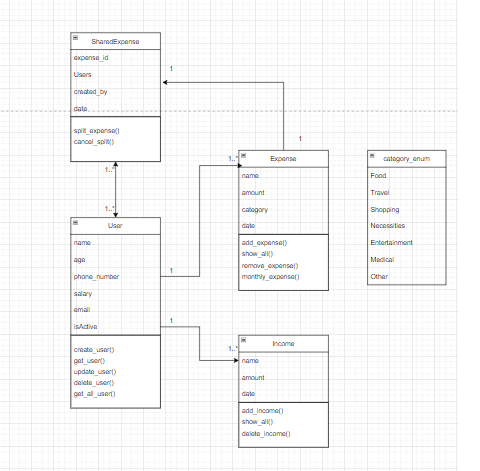 SharedExpense
expense_id
Users
created_by
date
split_expense()
cancel_split()
1
1
1..*
1..*
User
name
age
phone_number
salary
email
isActive
create_user()
get_user()
update_user()
delete_user()
get_all_user()
1
1..*
Expense
name
amount
category
date
add_expense()
show_all()
remove_expense()
monthly_expense()
category_enum
Food
Travel
Shopping
Necessities
Entertainment
Medical
Other
1
1..*
Income
name
amount
date
add_income()
show_all()
delete_income()